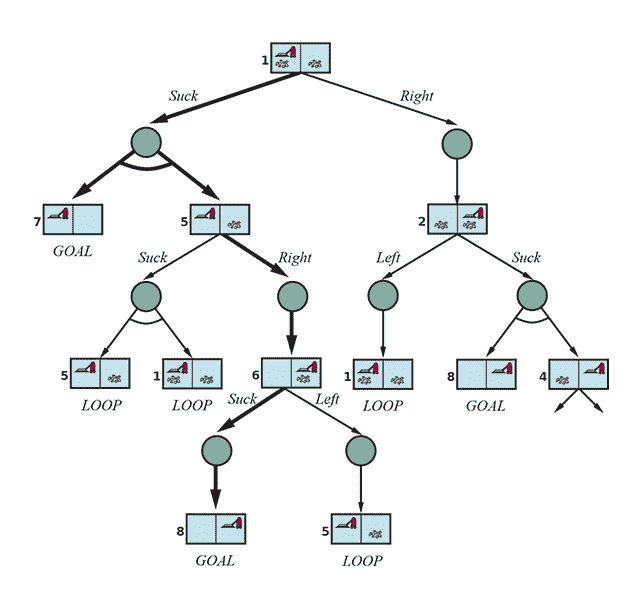 1
Suck Right
7 5 2
GOAL
Suck Right Left Suck
5 1 6 1 8 4
LOOP LOOP LOOP GOAL
Suck Left
8 5
GOAL LOOP